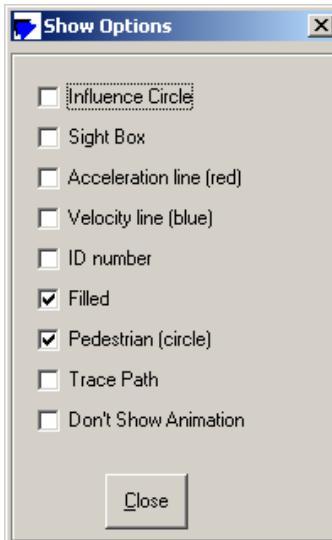 Show Options
Influence Circle
Sight Box
Acceleration line (red)
Velocity line (blue)
ID number
Filled
Pedestrian (circle)
Trace Path
Don't Show Animation
Close